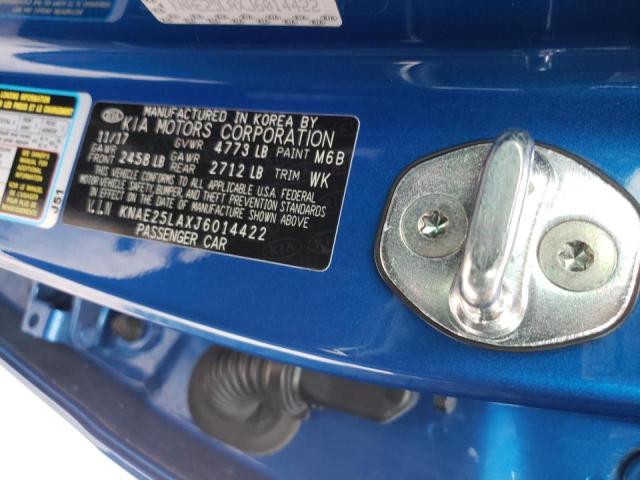 KNAE25LAXJ6014422
MANUFACTURED IN KOREA BY
KIA MOTORS CORPORATION
11/17 GVWR 4773 LB PAINT M6B
GAWR FRONT 2458 LB GAWR REAR 2712 LB TRIM WK
THIS VEHICLE CONFORMS TO ALL APPLICABLE U.S.A. FEDERAL
MOTOR VEHICLE SAFETY, BUMPER, AND THEFT PREVENTION STANDARDS
IN EFFECT ON THE DATE OF MANUFACTURE SHOWN ABOVE.
V.I.N KNAE25LAXJ6014422
PASSENGER CAR
J51